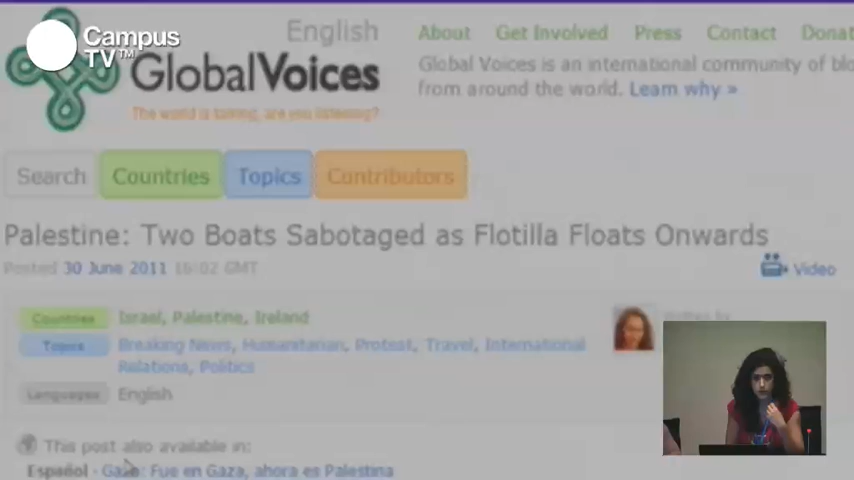 Campus
TV™
GlobalVoices
The world is talking, are you listening?
English
About Get Involved Press Contact Donat
Global Voices is an international community of blo
from around the world. Learn why »
Search Countries Topics Contributors
Palestine: Two Boats Sabotaged as Flotilla Floats Onwards
Posted 30 June 2011 16:02 GMT
Video
Countries Israel, Palestine, Ireland
Topics Breaking News, Humanitarian, Protest, Travel, International
Relations, Politics
Written by
Languages English
This post also available in:
Español · Gaza: Fue en Gaza, ahora es Palestina